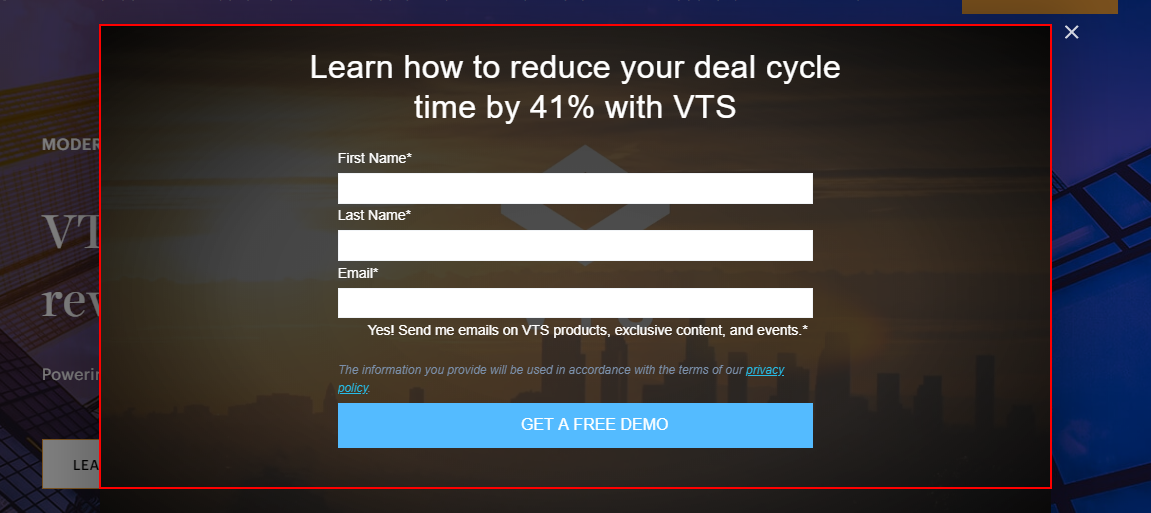 Learn how to reduce your deal cycle
time by 41% with VTS
First Name*
Last Name*
Email*
Yes! Send me emails on VTS products, exclusive content, and events.*
The information you provide will be used in accordance with the terms of our privacy
policy.
GET A FREE DEMO
MODER
VT
rev
Powerin
LEA